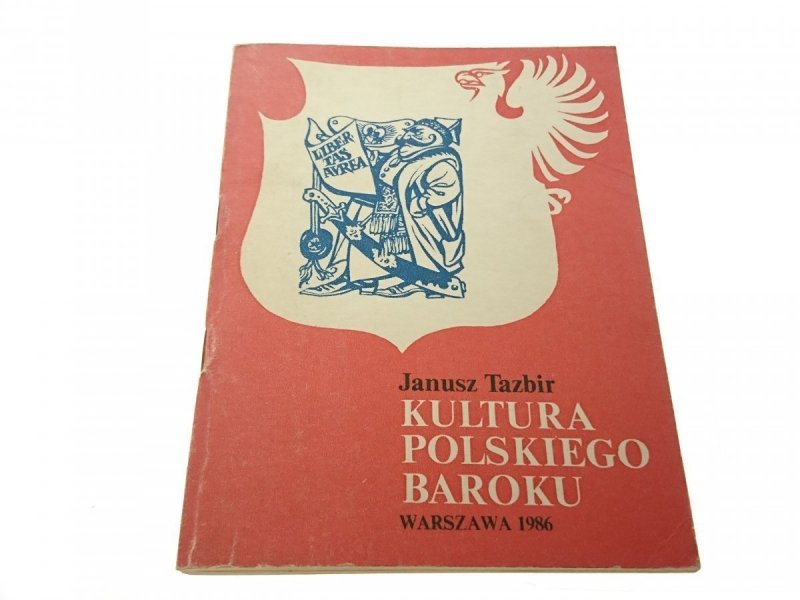 LIBER
TAS
AVREA
Janusz Tazbir
KULTURA
POLSKIEGO
BAROKU
WARSZAWA 1986